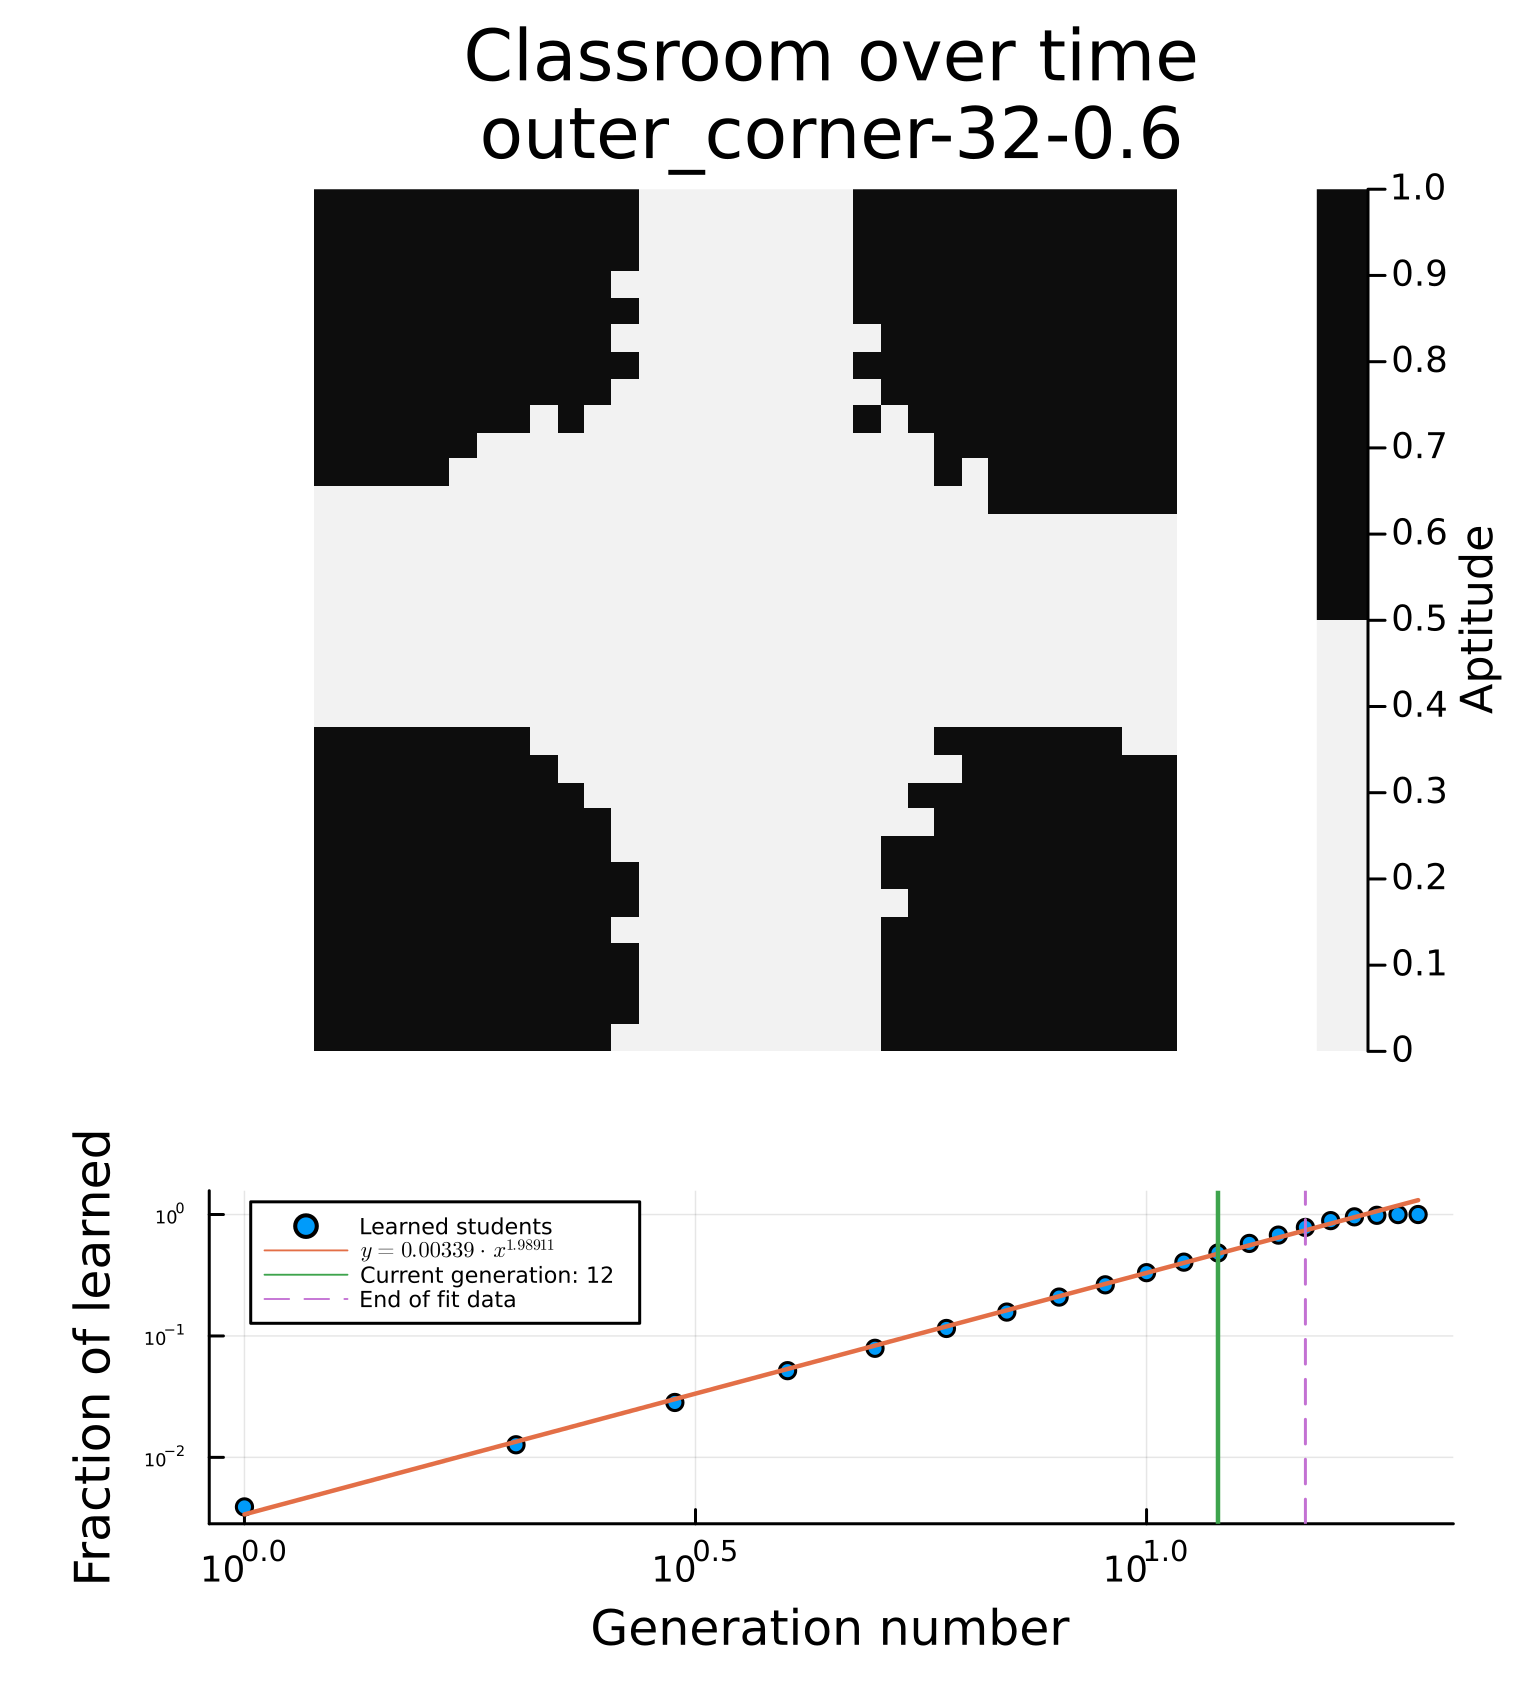 Classroom over time
outer_corner-32-0.6
1.0
0.9
0.8
0.7
0.6
0.5
0.4
0.3
0.2
0.1
0
Aptitude
Fraction of learned
10^0
10^−1
10^−2
Learned students
y = 0.00339 · x^1.98911
Current generation: 12
End of fit data
10^0.0
10^0.5
10^1.0
Generation number